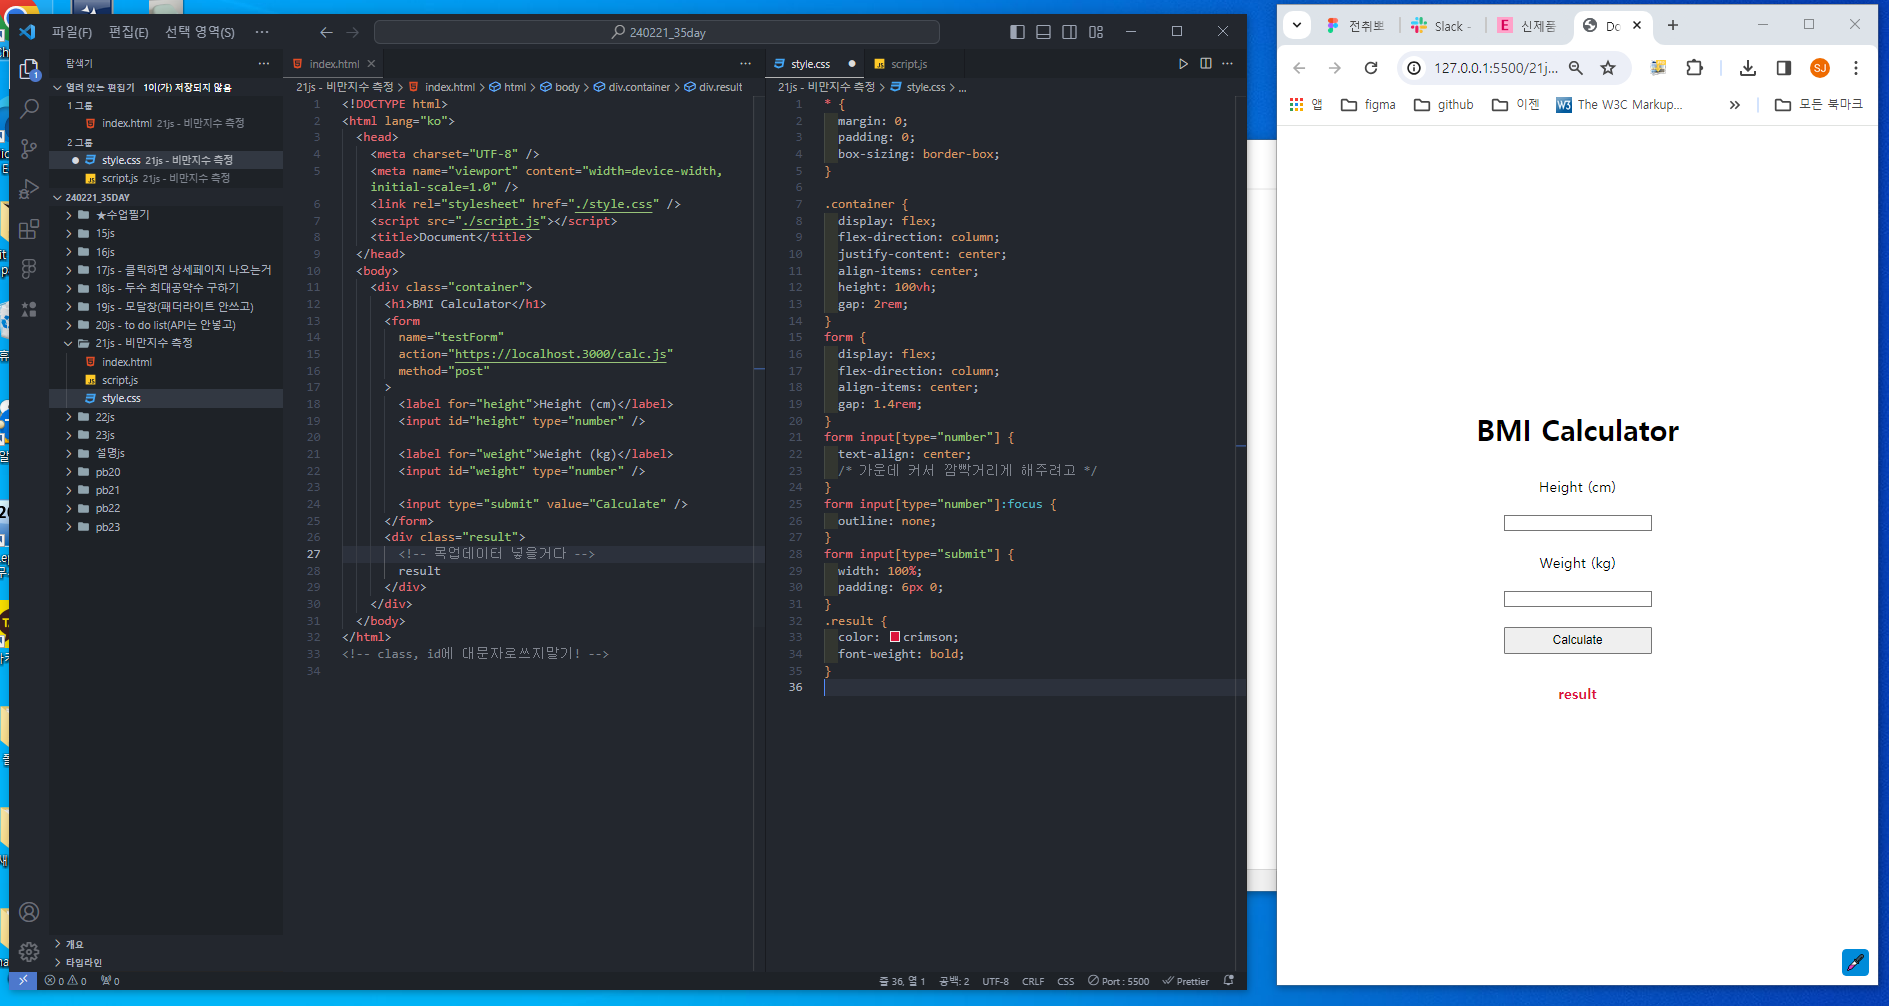 파일(F) 편집(E) 선택 영역(S) ···
240221_35day
탐색기
열려 있는 편집기 1이(가) 저장되지 않음
1 그룹
index.html 21js - 비만지수 측정
2 그룹
style.css 21js - 비만지수 측정
script.js 21js - 비만지수 측정
240221_35DAY
★수업필기
15js
16js
17js - 클릭하면 상세페이지 나오는거
18js - 두수 최대공약수 구하기
19js - 모달창(패더라이트 안쓰고)
20js - to do list(API는 안넣고)
21js - 비만지수 측정
index.html
script.js
style.css
22js
23js
설명js
pb20
pb21
pb22
pb23
개요
타임라인
index.html
21js - 비만지수 측정 > index.html > html > body > div.container > div.result
1 <!DOCTYPE html>
2 <html lang="ko">
3 <head>
4 <meta charset="UTF-8" />
5 <meta name="viewport" content="width=device-width,
initial-scale=1.0" />
6 <link rel="stylesheet" href="./style.css" />
7 <script src="./script.js"></script>
8 <title>Document</title>
9 </head>
10 <body>
11 <div class="container">
12 <h1>BMI Calculator</h1>
13 <form
14 name="testForm"
15 action="https://localhost.3000/calc.js"
16 method="post"
17 >
18 <label for="height">Height (cm)</label>
19 <input id="height" type="number" />
20
21 <label for="weight">Weight (kg)</label>
22 <input id="weight" type="number" />
23
24 <input type="submit" value="Calculate" />
25 </form>
26 <div class="result">
27 <!-- 목업데이터 넣을거다 -->
28 result
29 </div>
30 </div>
31 </body>
32 </html>
33 <!-- class, id에 대문자로쓰지말기! -->
34
style.css
script.js
21js - 비만지수 측정 > style.css > ...
1 * {
2 margin: 0;
3 padding: 0;
4 box-sizing: border-box;
5 }
6
7 .container {
8 display: flex;
9 flex-direction: column;
10 justify-content: center;
11 align-items: center;
12 height: 100vh;
13 gap: 2rem;
14 }
15 form {
16 display: flex;
17 flex-direction: column;
18 align-items: center;
19 gap: 1.4rem;
20 }
21 form input[type="number"] {
22 text-align: center;
23 /* 가운데 커서 깜빡거리게 해주려고 */
24 }
25 form input[type="number"]:focus {
26 outline: none;
27 }
28 form input[type="submit"] {
29 width: 100%;
30 padding: 6px 0;
31 }
32 .result {
33 color: crimson;
34 font-weight: bold;
35 }
36
0 0 0
줄 36, 열 1 공백: 2 UTF-8 CRLF CSS Port : 5500 Prettier
전취뽀 Slack - 신제품 Do
127.0.0.1:5500/21j...
SJ
앱 figma github 이젠 The W3C Markup... » 모든 북마크
BMI Calculator
Height (cm)
Weight (kg)
Calculate
result